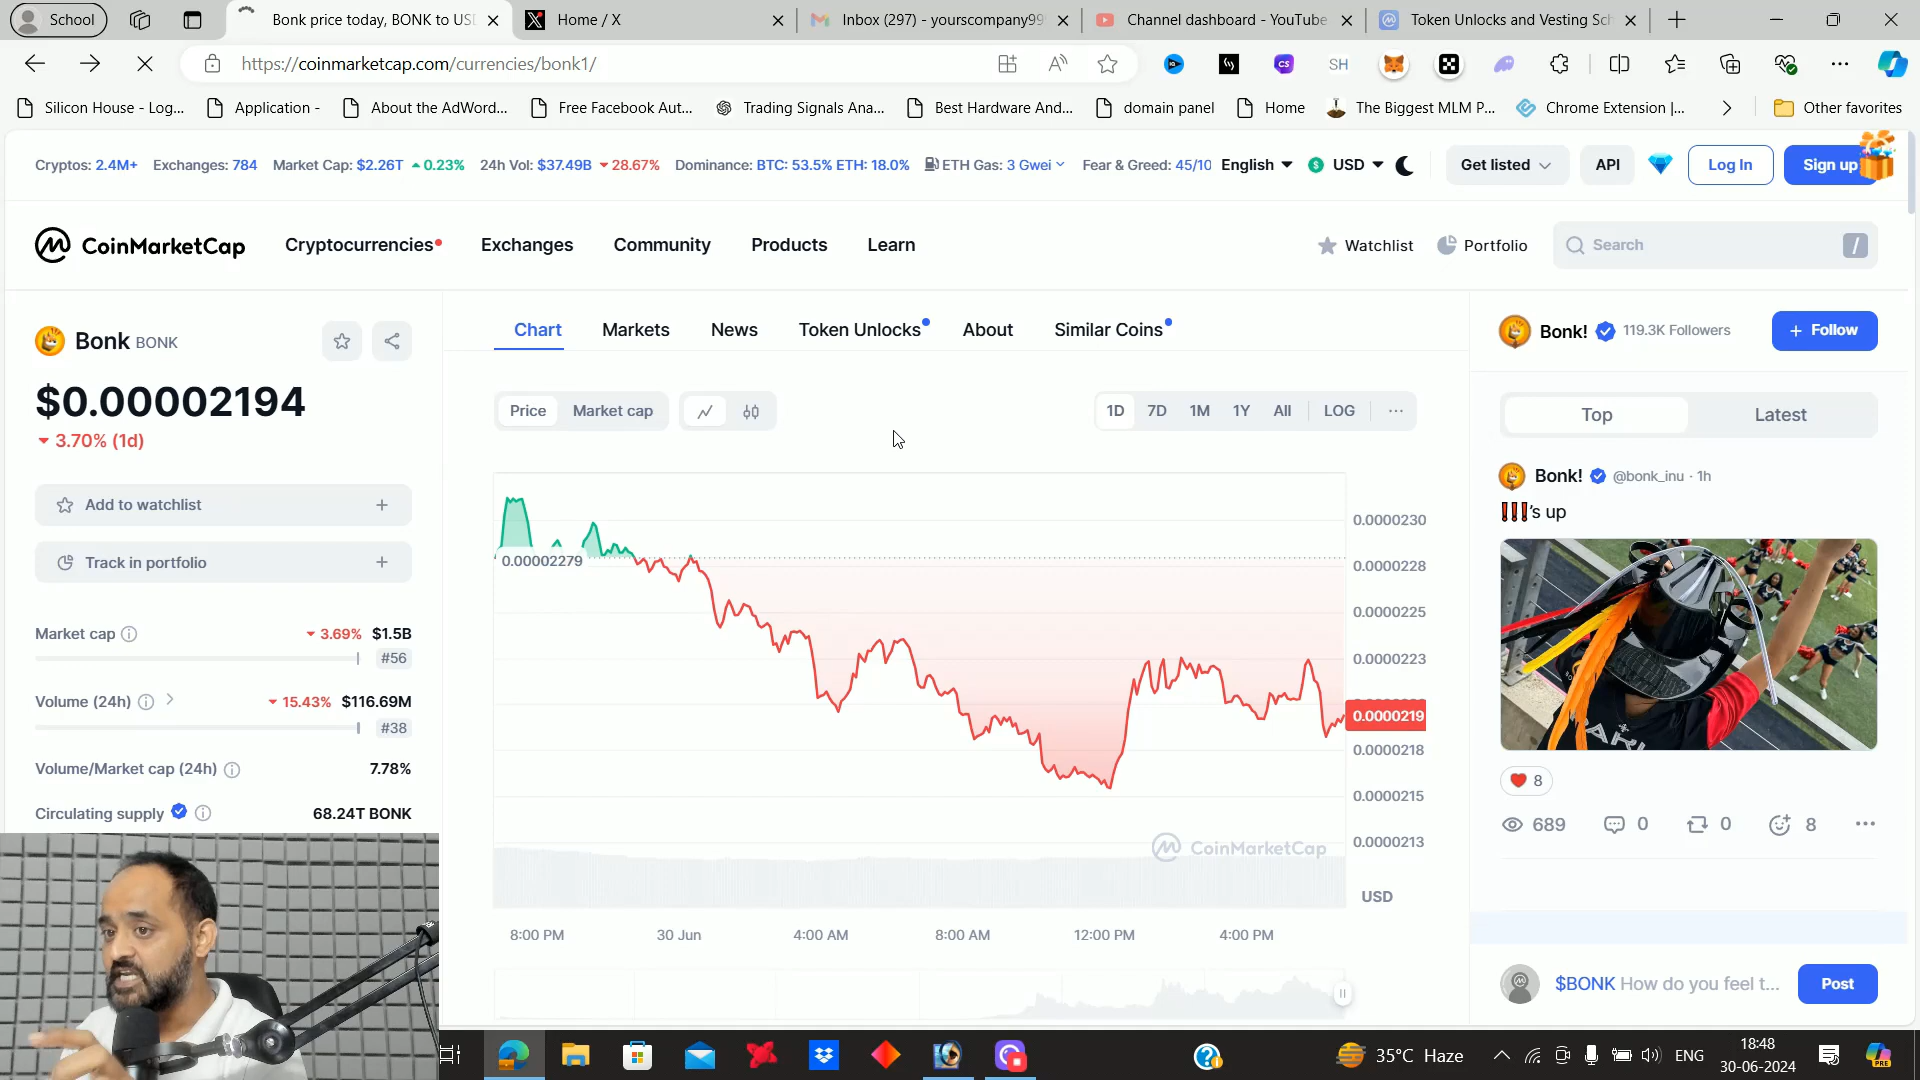 School
Bonk price today, BONK to US
Home / X
Inbox (297) - yourscompany99
Channel dashboard - YouTube
Token Unlocks and Vesting Sch
https://coinmarketcap.com/currencies/bonk1/
SH
Silicon House - Log...
Application -
About the AdWord...
Free Facebook Aut...
Trading Signals Ana...
Best Hardware And...
domain panel
Home
The Biggest MLM P...
Chrome Extension |...
Other favorites
Cryptos: 2.4M+ Exchanges: 784 Market Cap: $2.26T 0.23% 24h Vol: $37.49B 28.67% Dominance: BTC: 53.5% ETH: 18.0% ETH Gas: 3 Gwei Fear & Greed: 45/10
English
USD
Get listed
API
Log In
Sign up
CoinMarketCap
Cryptocurrencies
Exchanges
Community
Products
Learn
Watchlist
Portfolio
Search
/
Bonk BONK
$0.00002194
3.70% (1d)
Add to watchlist +
Track in portfolio +
Market cap 3.69% $1.5B
#56
Volume (24h) 15.43% $116.69M
#38
Volume/Market cap (24h) 7.78%
Circulating supply 68.24T BONK
Chart
Markets
News
Token Unlocks
About
Similar Coins
Price
Market cap
1D
7D
1M
1Y
All
LOG
0.00002279
0.0000230
0.0000228
0.0000225
0.0000223
0.0000219
0.0000218
0.0000215
0.0000213
CoinMarketCap
USD
8:00 PM
30 Jun
4:00 AM
8:00 AM
12:00 PM
4:00 PM
Bonk! 119.3K Followers
+ Follow
Top
Latest
Bonk! @bonk_inu · 1h
!!!'s up
8
689
0
0
8
$BONK How do you feel t...
Post
35°C Haze
ENG
18:48
30-06-2024
PRE